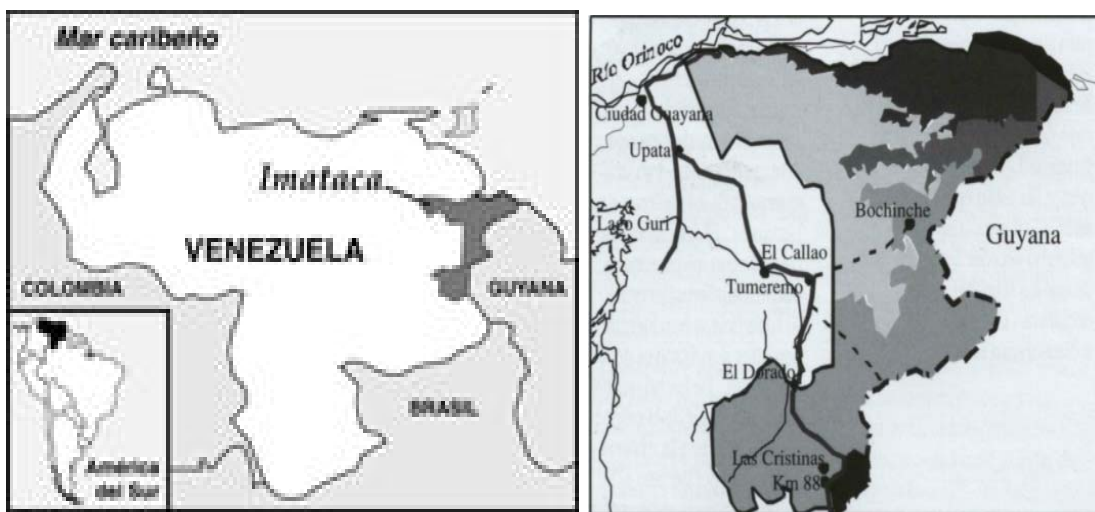 Mar caribeño
Imataca
VENEZUELA
COLOMBIA
GUYANA
BRASIL
América
del Sur
Río Orinoco
Ciudad Guayana
Upata
Lago Guri
Bochinche
Guyana
El Callao
Tumeremo
El Dorado
Las Cristinas
Km 88